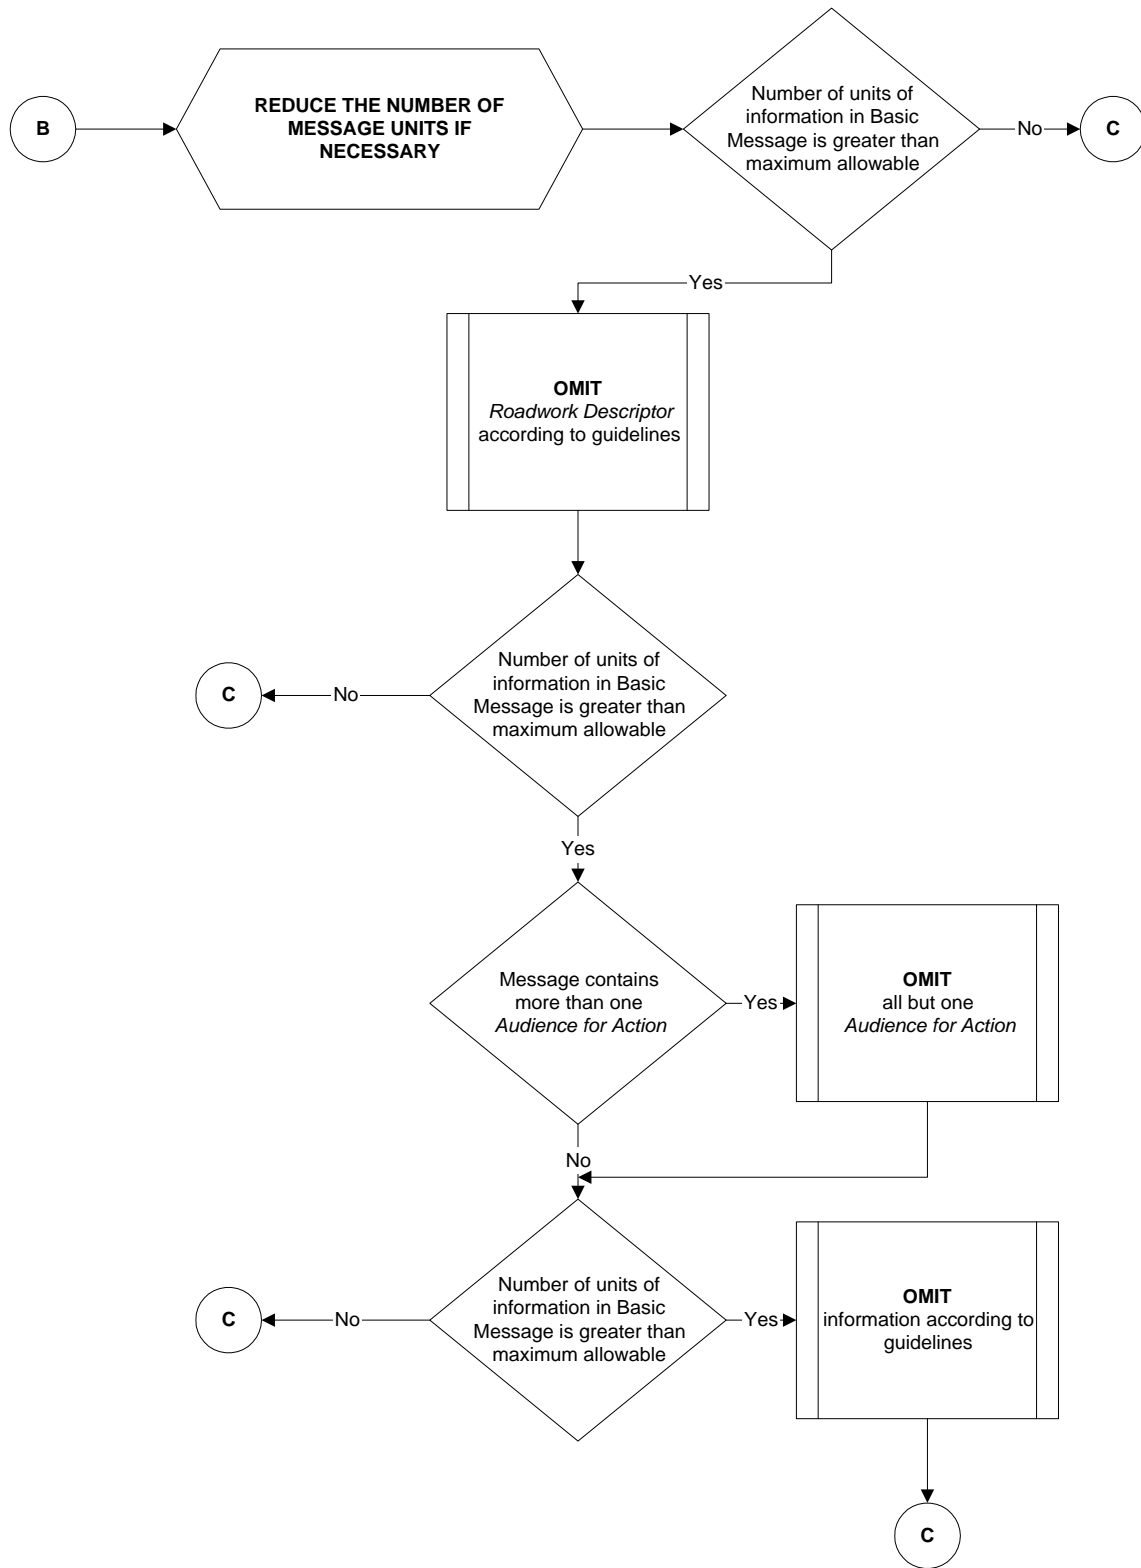 B
REDUCE THE NUMBER OF
MESSAGE UNITS IF
NECESSARY
Number of units of
information in Basic
Message is greater than
maximum allowable
No
C
Yes
OMIT
Roadwork Descriptor
according to guidelines
Number of units of
information in Basic
Message is greater than
maximum allowable
No
C
Yes
Message contains
more than one
Audience for Action
Yes
OMIT
all but one
Audience for Action
No
Number of units of
information in Basic
Message is greater than
maximum allowable
No
C
Yes
OMIT
information according to
guidelines
C